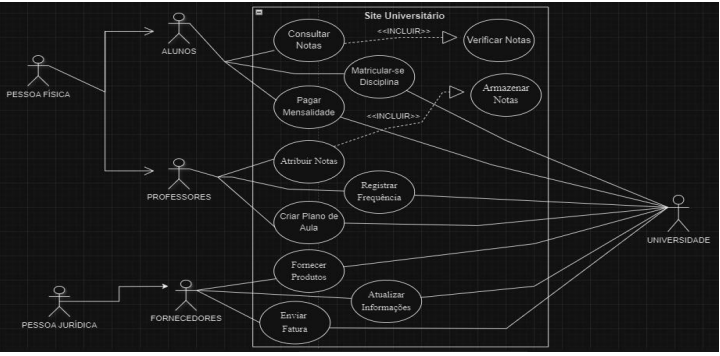 Site Universitário
Consultar
Notas
<<INCLUIR>>
Verificar Notas
ALUNOS
Matricular-se
Disciplina
PESSOA FÍSICA
Pagar
Mensalidade
<<INCLUIR>>
Armazenar
Notas
Atribuir Notas
PROFESSORES
Registrar
Frequência
Criar Plano de
Aula
UNIVERSIDADE
Fornecer
Produtos
Atualizar
Informações
PESSOA JURÍDICA
FORNECEDORES
Enviar
Fatura